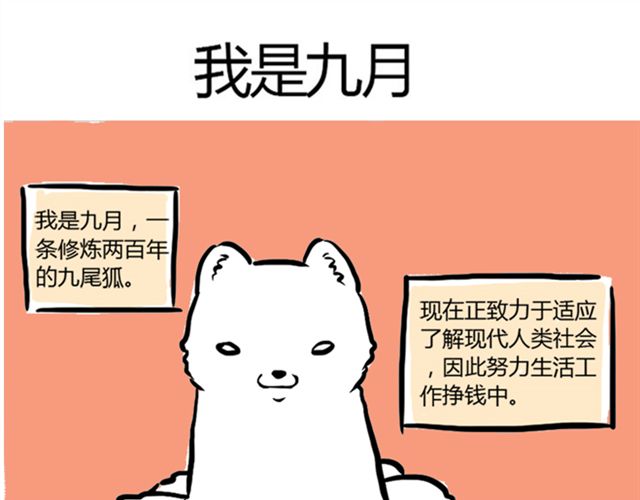 我是九月
我是九月，一
条修炼两百年
的九尾狐。
现在正致力于适应
了解现代人类社会
，因此努力生活工
作挣钱中。